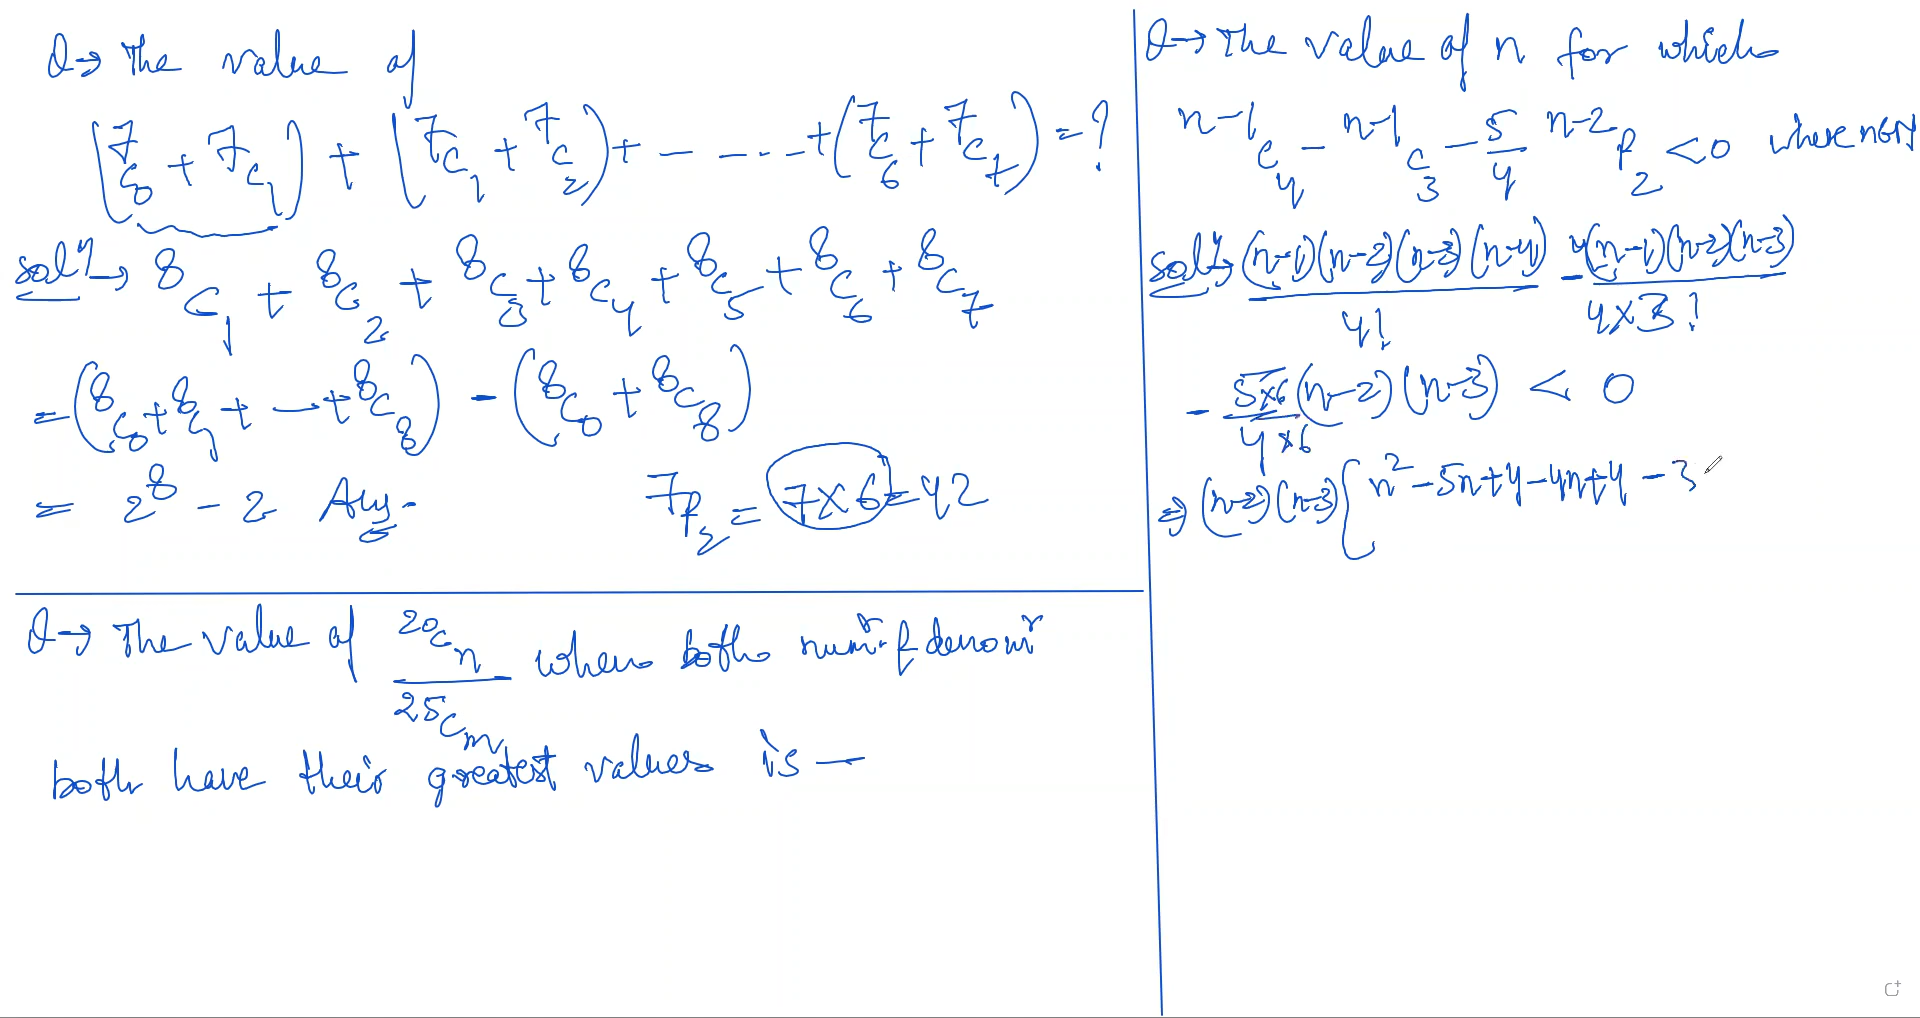 Q→ The value of
(⁷C₀ + ⁷C₁) + (⁷C₁ + ⁷C₂) + - - - - - + (⁷C₆ + ⁷C₇) = ?
solⁿ→ ⁸C₁ + ⁸C₂ + ⁸C₃ + ⁸C₄ + ⁸C₅ + ⁸C₆ + ⁸C₇
= (⁸C₀ + ⁸C₁ + - - + ⁸C₈) - (⁸C₀ + ⁸C₈)
= 2⁸ - 2 Ans.
⁷P₂ = 7×6 = 42
Q→ The value of ²⁰Cₙ / ²⁵Cₘ when both numʳ & denomʳ
both have their greatest values is —
Q→ The value of n for which
ⁿ⁻¹C₄ - ⁿ⁻¹C₃ - 5/4 ⁿ⁻²P₂ < 0 where n∈N
solⁿ→ (n-1)(n-2)(n-3)(n-4) / 4! - 4(n-1)(n-2)(n-3) / 4×3!
- 5×6 / 4×6 (n-2)(n-3) < 0
⇒ (n-2)(n-3) { n² - 5n + 4 - 4n + 4 - 3